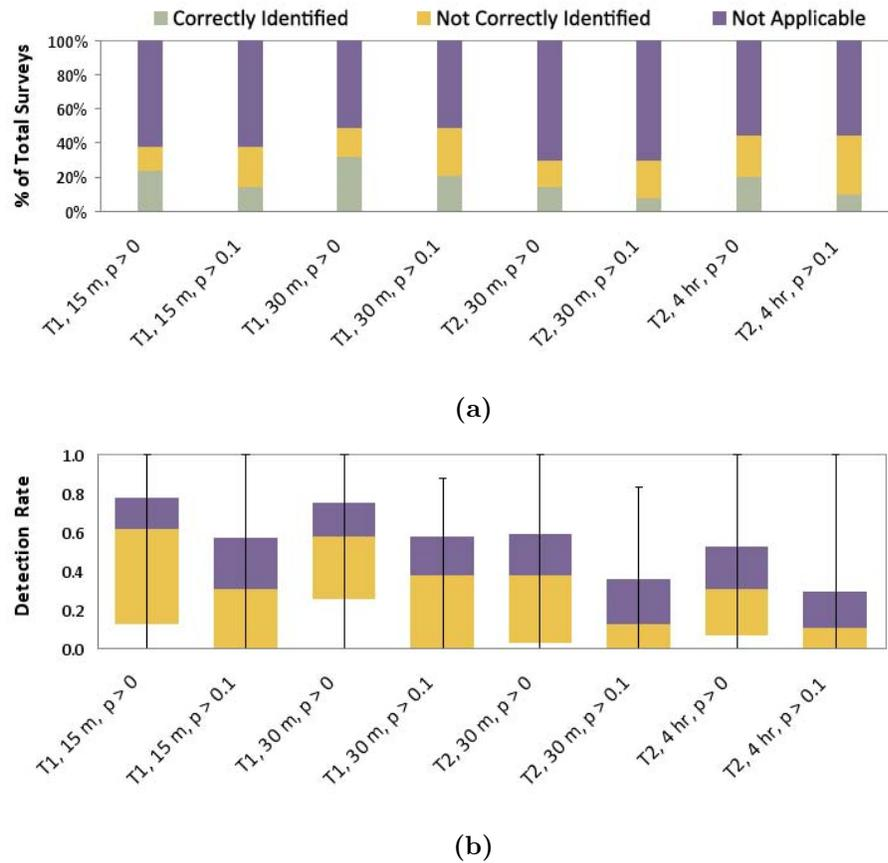 Correctly Identified Not Correctly Identified Not Applicable
% of Total Surveys
100%
80%
60%
40%
20%
0%
T1, 15 m, p > 0
T1, 15 m, p > 0.1
T1, 30 m, p > 0
T1, 30 m, p > 0.1
T2, 30 m, p > 0
T2, 30 m, p > 0.1
T2, 4 hr, p > 0
T2, 4 hr, p > 0.1
(a)
Detection Rate
1.0
0.8
0.6
0.4
0.2
0.0
T1, 15 m, p > 0
T1, 15 m, p > 0.1
T1, 30 m, p > 0
T1, 30 m, p > 0.1
T2, 30 m, p > 0
T2, 30 m, p > 0.1
T2, 4 hr, p > 0
T2, 4 hr, p > 0.1
(b)